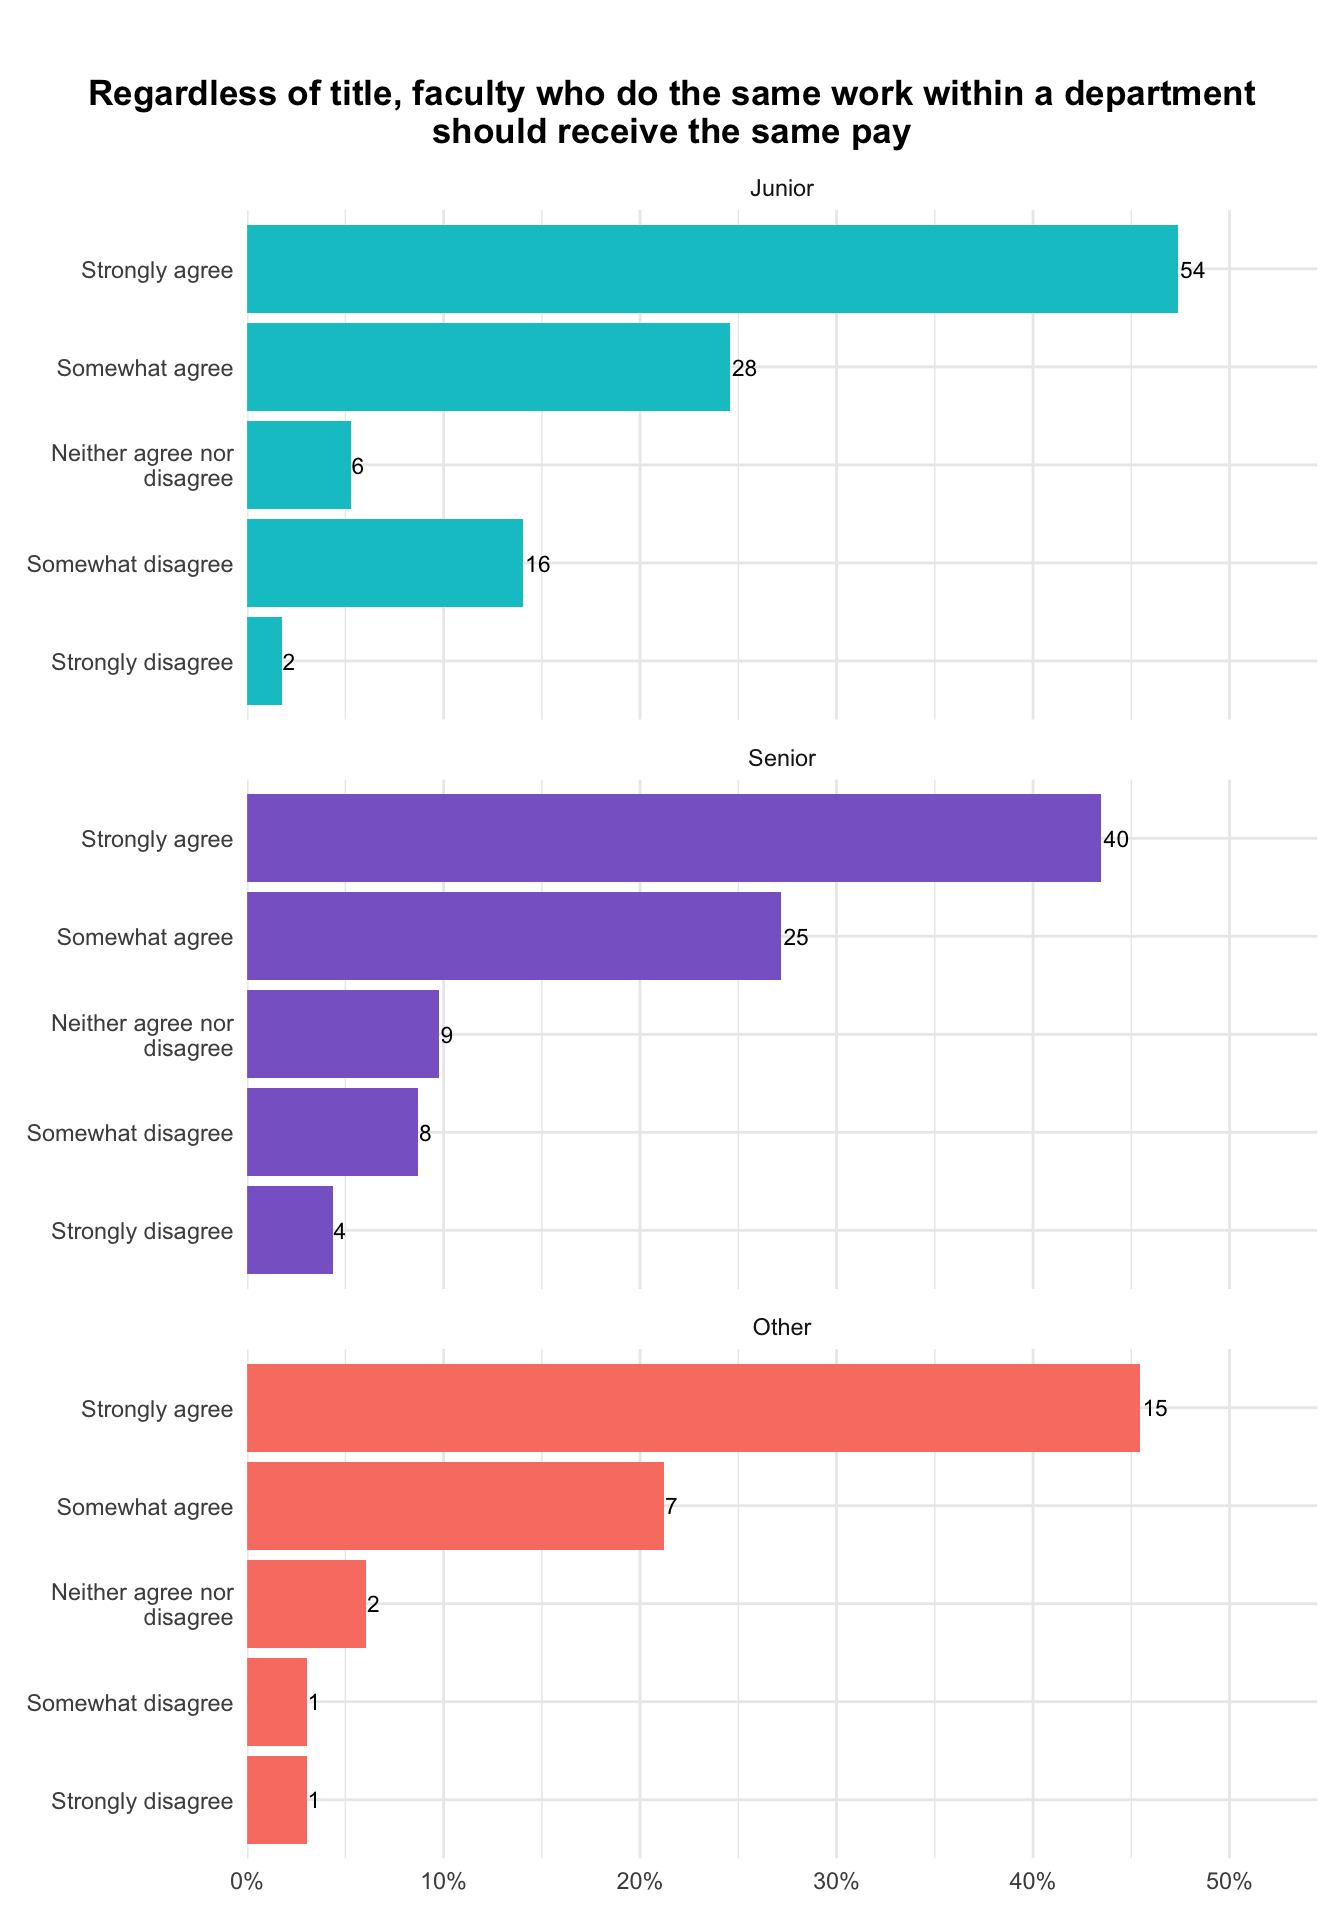 Regardless of title, faculty who do the same work within a department
should receive the same pay
Junior
Strongly agree
54
Somewhat agree
28
Neither agree nor
disagree
6
Somewhat disagree
16
Strongly disagree
2
Senior
Strongly agree
40
Somewhat agree
25
Neither agree nor
disagree
9
Somewhat disagree
8
Strongly disagree
4
Other
Strongly agree
15
Somewhat agree
7
Neither agree nor
disagree
2
Somewhat disagree
1
Strongly disagree
1
0% 10% 20% 30% 40% 50%